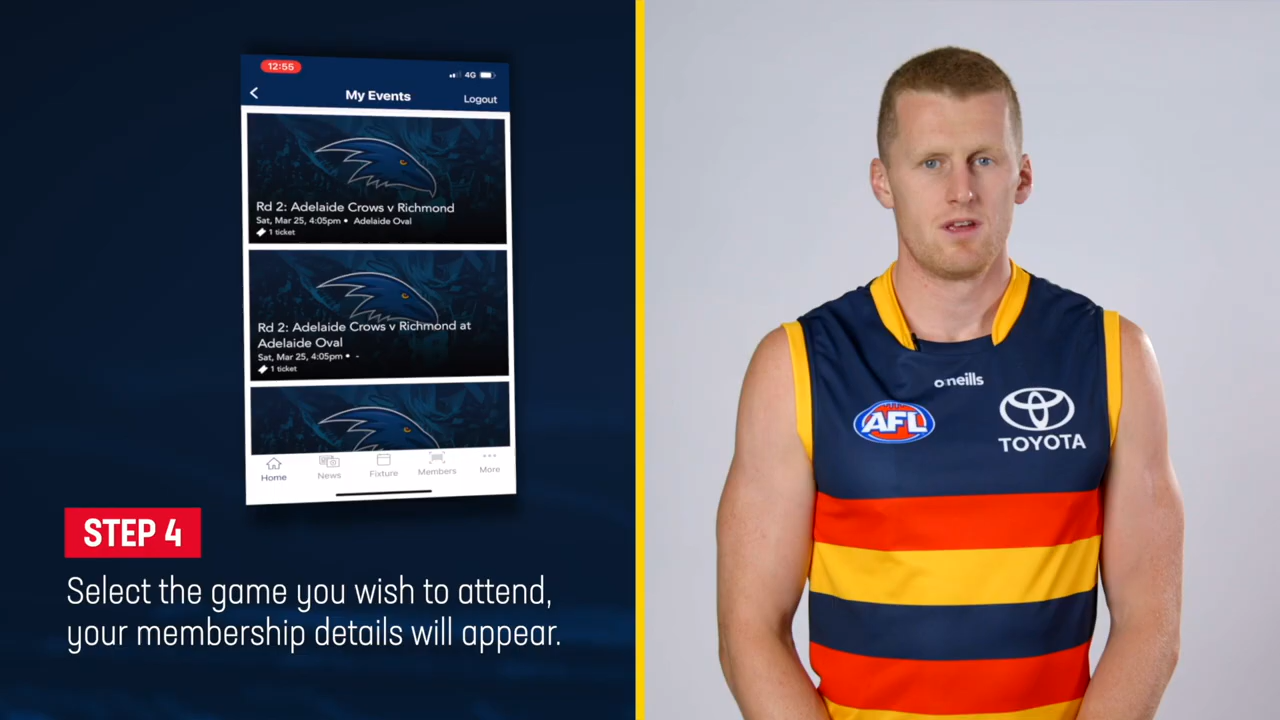 12:55
4G
My Events
Logout
Rd 2: Adelaide Crows v Richmond
Sat, Mar 25, 4:05pm • Adelaide Oval
1 ticket
Rd 2: Adelaide Crows v Richmond at
Adelaide Oval
Sat, Mar 25, 4:05pm • -
1 ticket
Home
News
Fixture
Members
More
STEP 4
Select the game you wish to attend,
your membership details will appear.
o'neills
AFL
TOYOTA